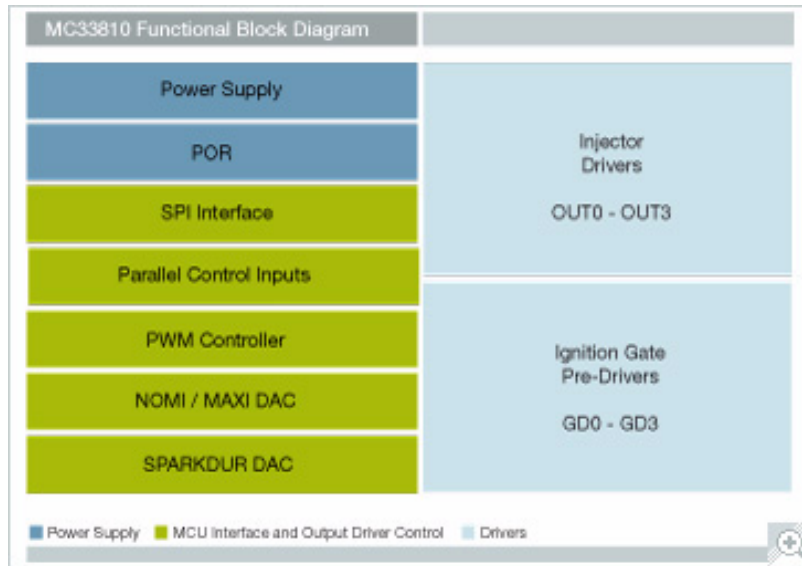 MC33810 Functional Block Diagram
Power Supply
POR
SPI Interface
Parallel Control Inputs
PWM Controller
NOMI / MAXI DAC
SPARKDUR DAC
Injector
Drivers
OUT0 - OUT3
Ignition Gate
Pre-Drivers
GD0 - GD3
Power Supply MCU Interface and Output Driver Control Drivers